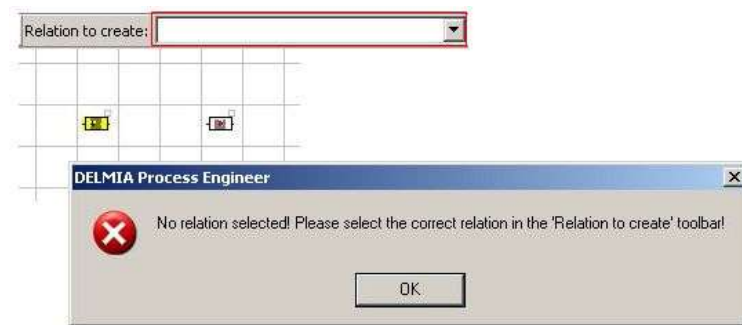 Relation to create:
DELMIA Process Engineer
No relation selected! Please select the correct relation in the 'Relation to create' toolbar!
OK